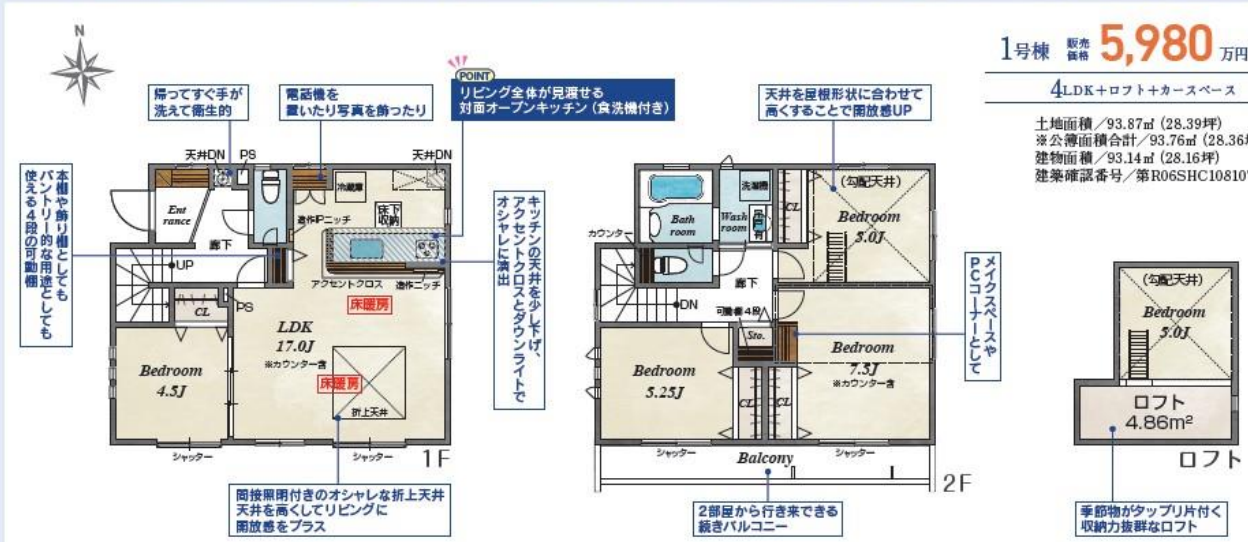 N
1号棟 販売価格 5,980 万円
4LDK+ロフト+カースペース
土地面積/93.87㎡ (28.39坪)
※公簿面積合計/93.76㎡ (28.36坪
建物面積/93.14㎡ (28.16坪)
建築確認番号/第R06SHC10810
帰ってすぐ手が
洗えて衛生的
電話機を
置いたり写真を飾ったり
POINT
リビング全体が見渡せる
対面オープンキッチン (食洗機付き)
天井を屋根形状に合わせて
高くすることで開放感UP
本棚や飾り棚としても
パントリー的な用途としても
使える4段の可動棚
天井DN
PS
天井DN
冷蔵庫
Ent
rance
床下
収納
造作IPニッチ
廊下
UP
アクセントクロス
造作ニッチ
PS
CL
床暖房
LDK
17.0J
※カウンター含
床暖房
Bedroom
4.5J
折上天井
シャッター
シャッター
1F
キッチンの天井を少し下げ、
アクセントクロスとダウンライトで
オシャレに演出
間接照明付きのオシャレな折上天井
天井を高くしてリビングに
開放感をプラス
洗濯機
Bath
room
Wash
room
有
CL
(勾配天井)
Bedroom
5.0J
カウンター
廊下
DN
可動棚4段
Sto.
Bedroom
7.5J
※カウンター含
Bedroom
5.25J
CL
CL
シャッター
シャッター
Balcony
2F
メイクスペースや
PCコーナーとして
2部屋から行き来できる
続きバルコニー
(勾配天井)
Bedroom
5.0J
ロフト
4.86m²
ロフト
季節物がタップリ片付く
収納力抜群なロフト